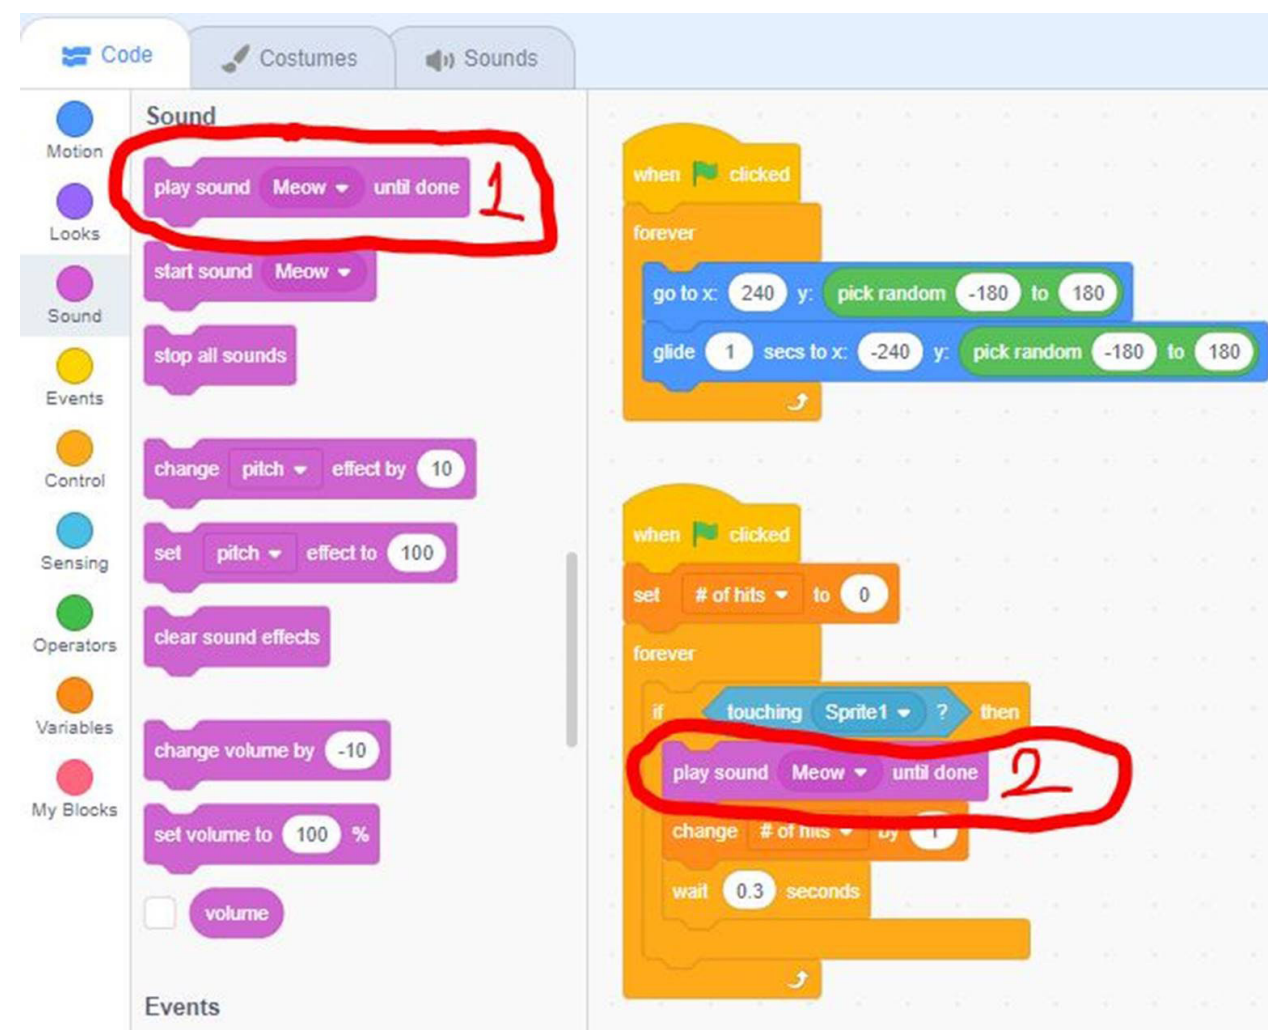 Code
Costumes
Sounds
Motion
Looks
Sound
Events
Control
Sensing
Operators
Variables
My Blocks
Sound
play sound Meow until done
1
start sound Meow
stop all sounds
change pitch effect by 10
set pitch effect to 100
clear sound effects
change volume by -10
set volume to 100 %
volume
Events
when clicked
forever
go to x: 240 y: pick random -180 to 180
glide 1 secs to x: -240 y: pick random -180 to 180
when clicked
set # of hits to 0
forever
if touching Sprite1 ? then
play sound Meow until done
2
change # of hits by 1
wait 0.3 seconds